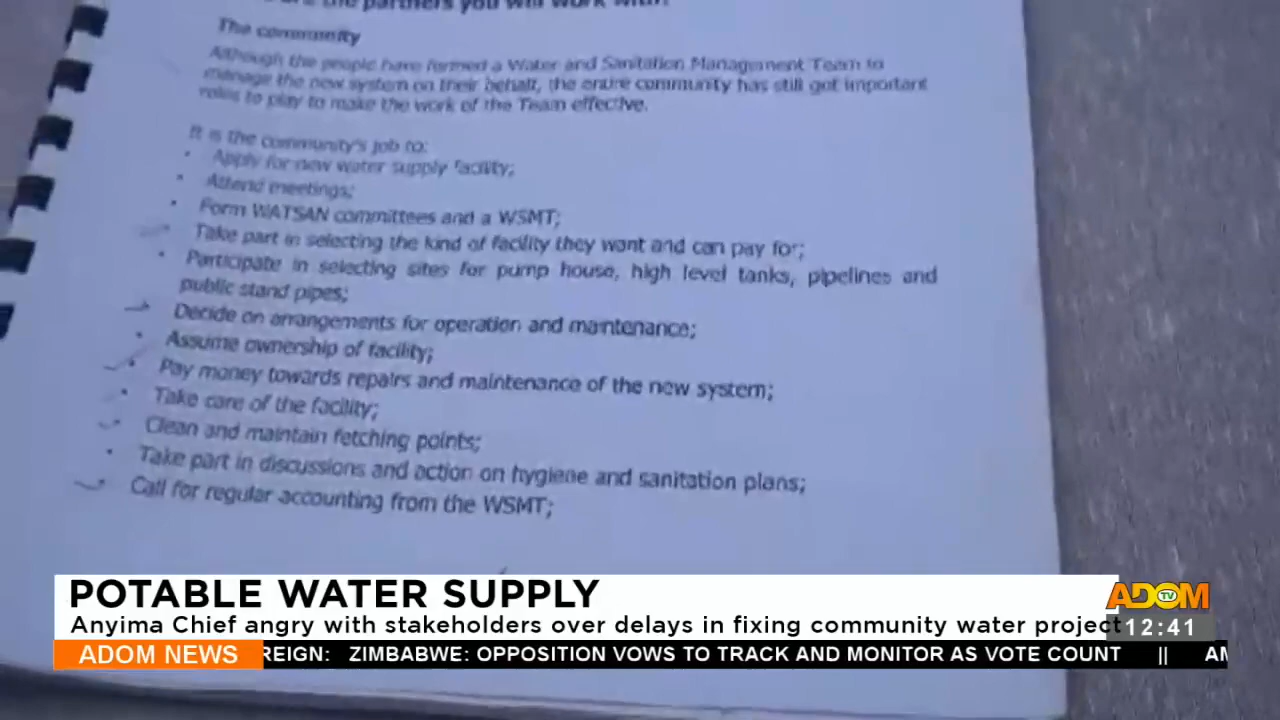 the partners you will work with?
The community
Although the people have formed a Water and Sanitation Management Team to
manage the new system on their behalf, the entire community has still got important
roles to play to make the work of the Team effective.
It is the community's job to:
• Apply for new water supply facility;
• Attend meetings;
• Form WATSAN committees and a WSMT;
Take part in selecting the kind of facility they want and can pay for;
• Participate in selecting sites for pump house, high level tanks, pipelines and
public stand pipes;
Decide on arrangements for operation and maintenance;
• Assume ownership of facility;
• Pay money towards repairs and maintenance of the new system;
• Take care of the facility;
• Clean and maintain fetching points;
• Take part in discussions and action on hygiene and sanitation plans;
Call for regular accounting from the WSMT;
POTABLE WATER SUPPLY
Anyima Chief angry with stakeholders over delays in fixing community water project
ADOM TV
12:41
ADOM NEWS
REIGN: ZIMBABWE: OPPOSITION VOWS TO TRACK AND MONITOR AS VOTE COUNT || AM